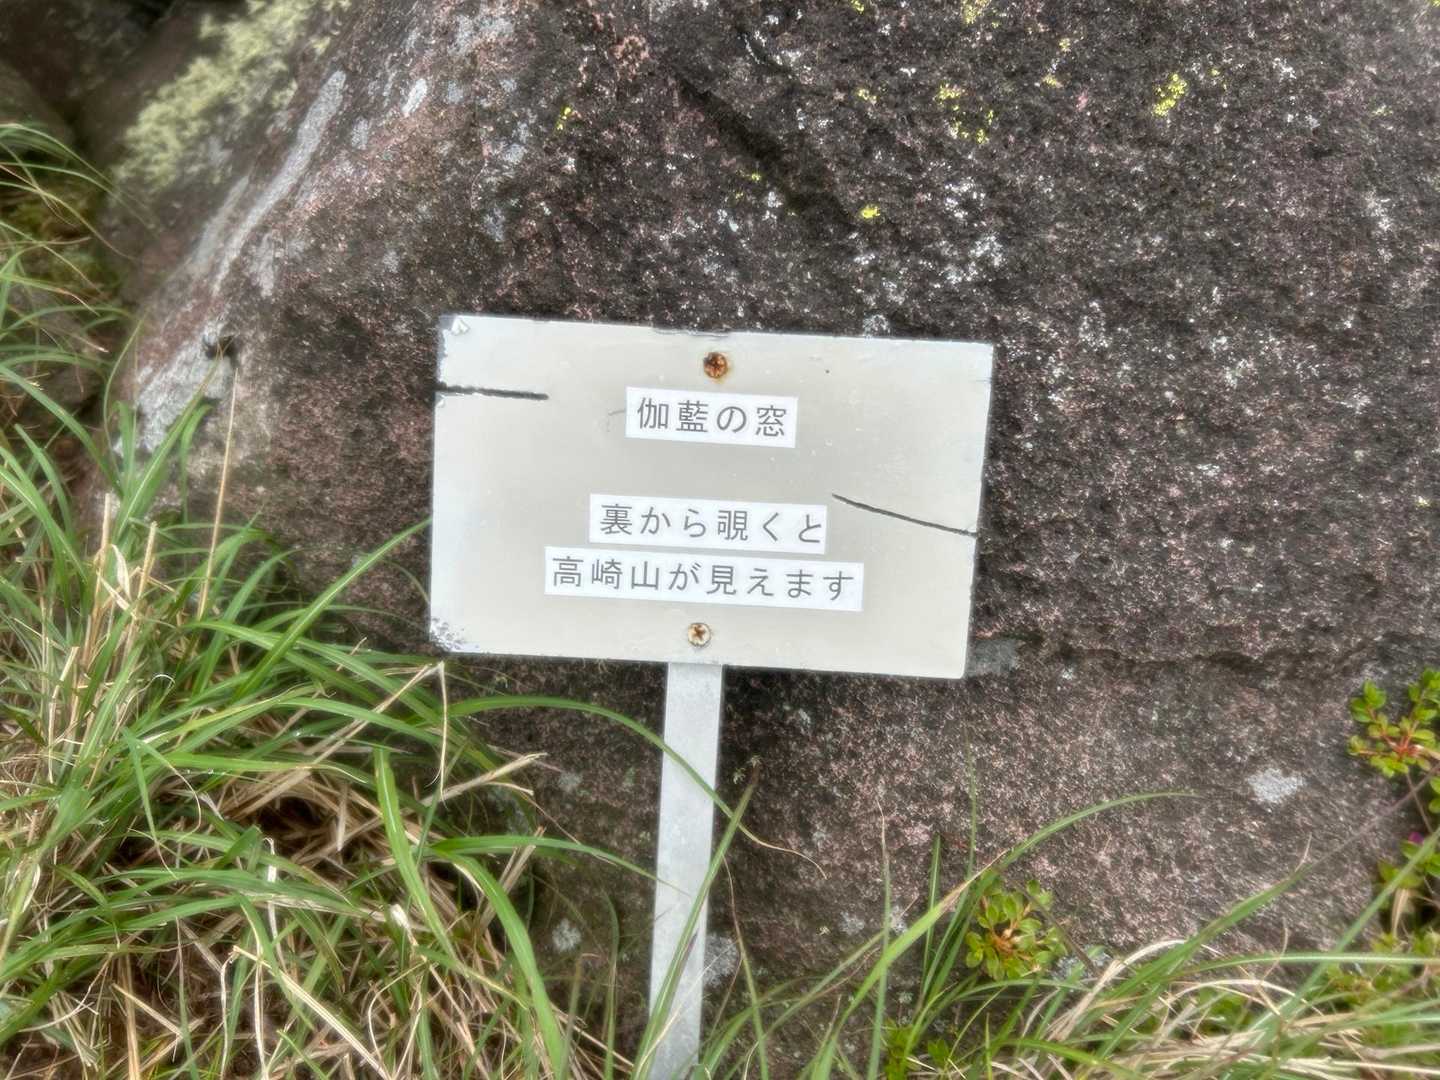 伽藍の窓
裏から覗くと
高崎山が見えます